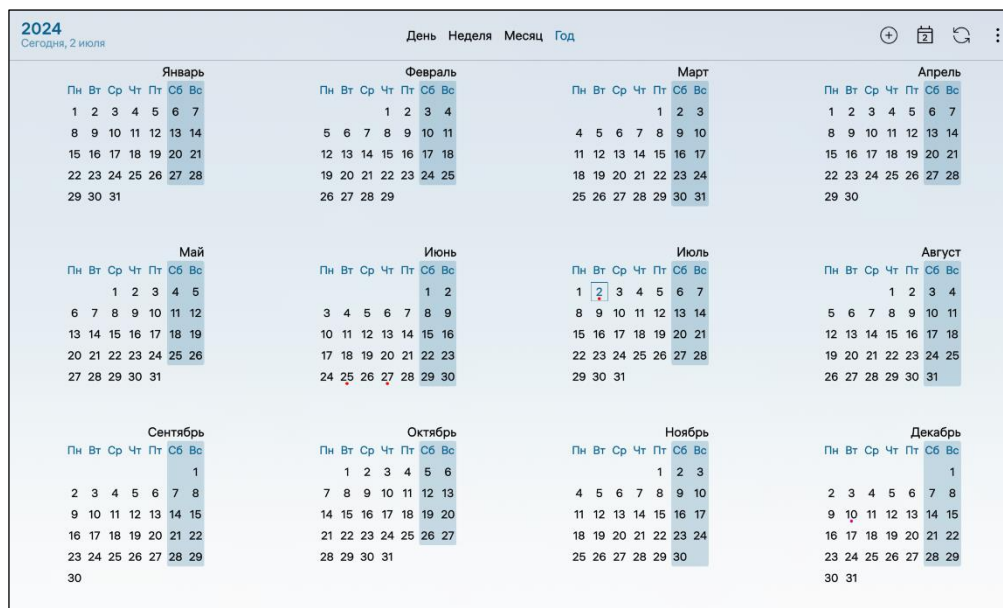 2024
Сегодня, 2 июля
День Неделя Месяц Год
2
Январь
Пн Вт Ср Чт Пт Сб Вс
1 2 3 4 5 6 7
8 9 10 11 12 13 14
15 16 17 18 19 20 21
22 23 24 25 26 27 28
29 30 31
Февраль
Пн Вт Ср Чт Пт Сб Вс
1 2 3 4
5 6 7 8 9 10 11
12 13 14 15 16 17 18
19 20 21 22 23 24 25
26 27 28 29
Март
Пн Вт Ср Чт Пт Сб Вс
1 2 3
4 5 6 7 8 9 10
11 12 13 14 15 16 17
18 19 20 21 22 23 24
25 26 27 28 29 30 31
Апрель
Пн Вт Ср Чт Пт Сб Вс
1 2 3 4 5 6 7
8 9 10 11 12 13 14
15 16 17 18 19 20 21
22 23 24 25 26 27 28
29 30
Май
Пн Вт Ср Чт Пт Сб Вс
1 2 3 4 5
6 7 8 9 10 11 12
13 14 15 16 17 18 19
20 21 22 23 24 25 26
27 28 29 30 31
Июнь
Пн Вт Ср Чт Пт Сб Вс
1 2
3 4 5 6 7 8 9
10 11 12 13 14 15 16
17 18 19 20 21 22 23
24 25 26 27 28 29 30
Июль
Пн Вт Ср Чт Пт Сб Вс
1 2 3 4 5 6 7
8 9 10 11 12 13 14
15 16 17 18 19 20 21
22 23 24 25 26 27 28
29 30 31
Август
Пн Вт Ср Чт Пт Сб Вс
1 2 3 4
5 6 7 8 9 10 11
12 13 14 15 16 17 18
19 20 21 22 23 24 25
26 27 28 29 30 31
Сентябрь
Пн Вт Ср Чт Пт Сб Вс
1
2 3 4 5 6 7 8
9 10 11 12 13 14 15
16 17 18 19 20 21 22
23 24 25 26 27 28 29
30
Октябрь
Пн Вт Ср Чт Пт Сб Вс
1 2 3 4 5 6
7 8 9 10 11 12 13
14 15 16 17 18 19 20
21 22 23 24 25 26 27
28 29 30 31
Ноябрь
Пн Вт Ср Чт Пт Сб Вс
1 2 3
4 5 6 7 8 9 10
11 12 13 14 15 16 17
18 19 20 21 22 23 24
25 26 27 28 29 30
Декабрь
Пн Вт Ср Чт Пт Сб Вс
1
2 3 4 5 6 7 8
9 10 11 12 13 14 15
16 17 18 19 20 21 22
23 24 25 26 27 28 29
30 31